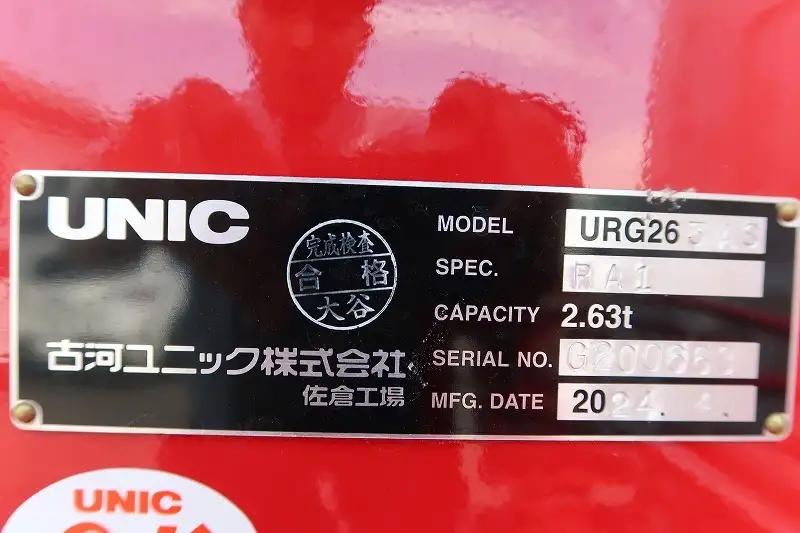 UNIC
完成検査
合格
大谷
古河ユニック株式会社
佐倉工場
MODEL URG263AS
SPEC. RA1
CAPACITY 2.63t
SERIAL NO.
MFG. DATE 2024. 4.
UNIC